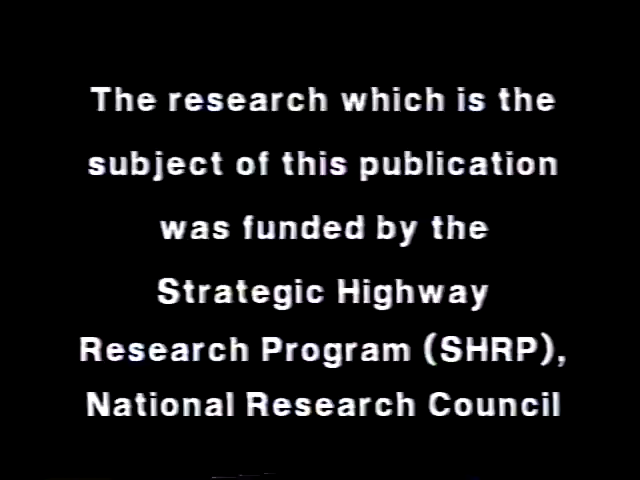 The research which is the
subject of this publication
was funded by the
Strategic Highway
Research Program (SHRP),
National Research Council